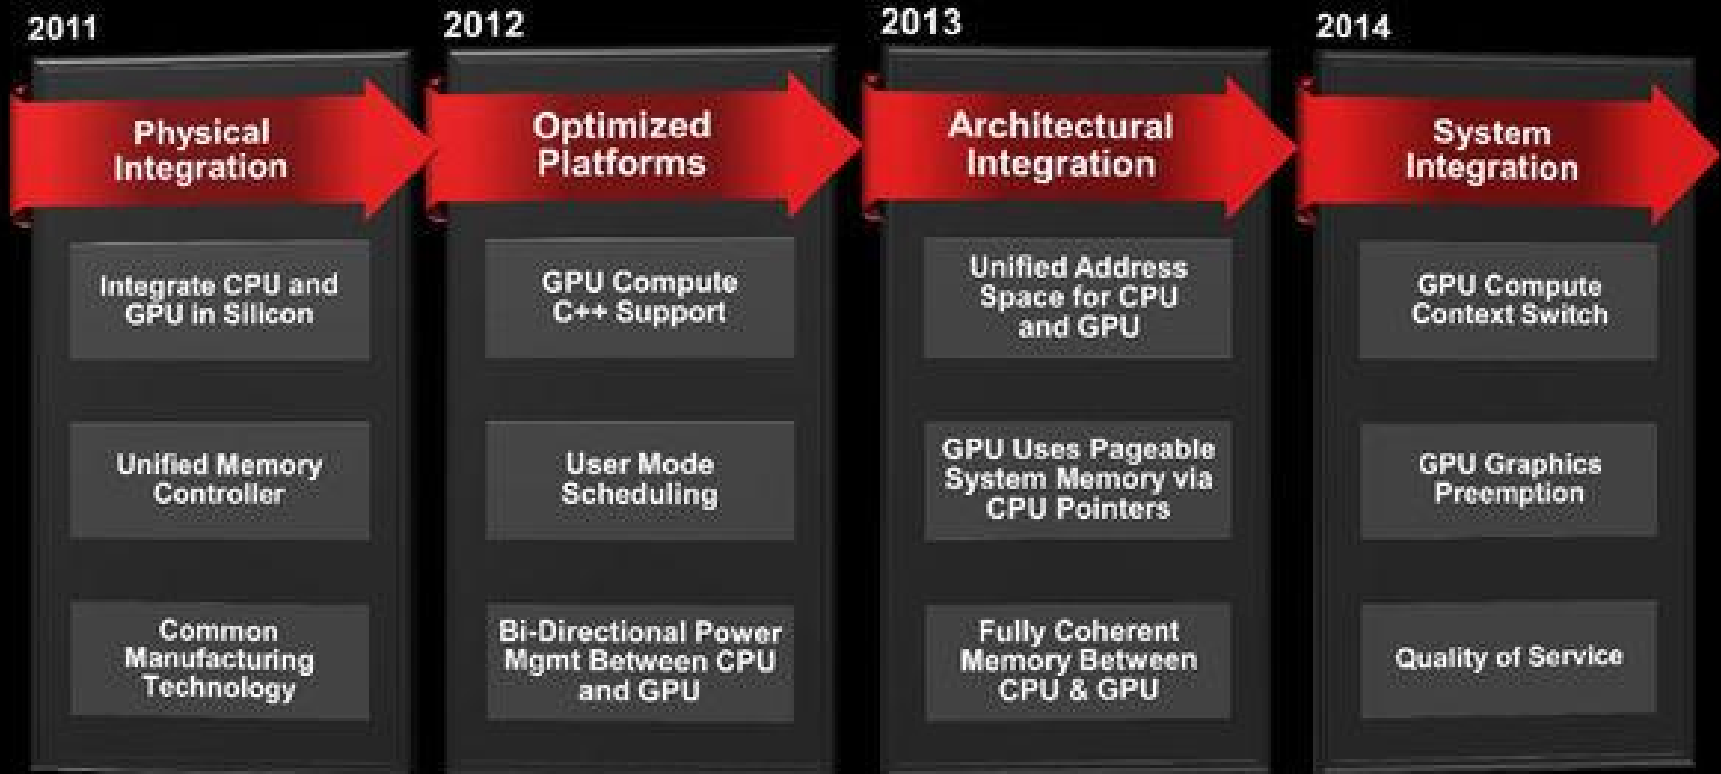 2011
Physical
Integration
Integrate CPU and
GPU in Silicon
Unified Memory
Controller
Common
Manufacturing
Technology
2012
Optimized
Platforms
GPU Compute
C++ Support
User Mode
Scheduling
Bi-Directional Power
Mgmt Between CPU
and GPU
2013
Architectural
Integration
Unified Address
Space for CPU
and GPU
GPU Uses Pageable
System Memory via
CPU Pointers
Fully Coherent
Memory Between
CPU & GPU
2014
System
Integration
GPU Compute
Context Switch
GPU Graphics
Preemption
Quality of Service